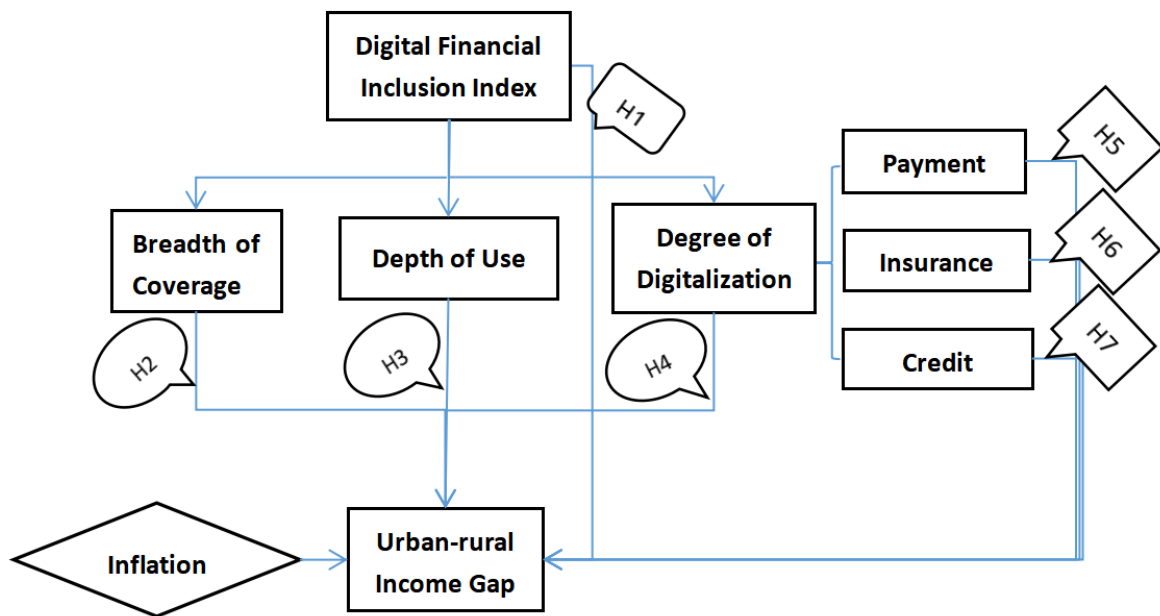 Digital Financial
Inclusion Index
H1
Payment
H5
Breadth of
Coverage
Depth of Use
Degree of
Digitalization
Insurance
H6
H2
H3
H4
Credit
H7
Inflation
Urban-rural
Income Gap